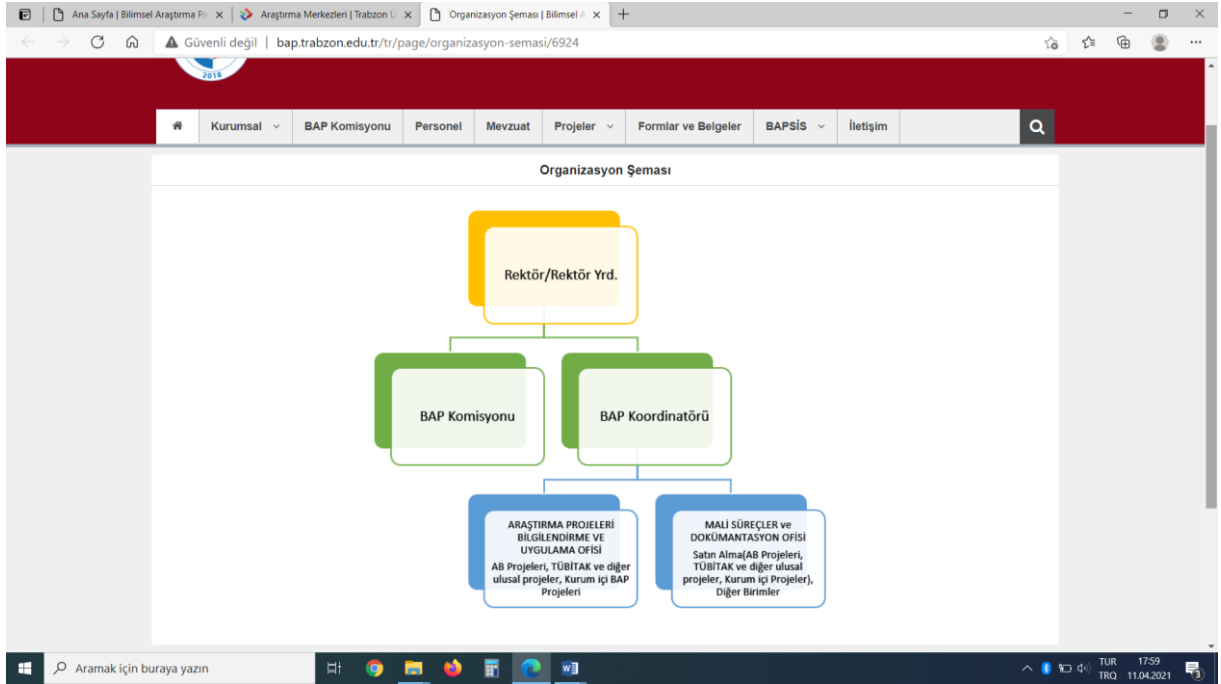 Ana Sayfa | Bilimsel Araştırma Pr
Araştırma Merkezleri | Trabzon Ü
Organizasyon Şeması | Bilimsel A
Güvenli değil | bap.trabzon.edu.tr/tr/page/organizasyon-semasi/6924
2018
Kurumsal
BAP Komisyonu
Personel
Mevzuat
Projeler
Formlar ve Belgeler
BAPSİS
İletişim
Organizasyon Şeması
Rektör/Rektör Yrd.
BAP Komisyonu
BAP Koordinatörü
ARAŞTIRMA PROJELERİ
BİLGİLENDİRME VE
UYGULAMA OFİSİ
AB Projeleri, TÜBİTAK ve diğer
ulusal projeler, Kurum içi BAP
Projeleri
MALİ SÜREÇLER ve
DOKÜMANTASYON OFİSİ
Satın Alma(AB Projeleri,
TÜBİTAK ve diğer ulusal
projeler, Kurum içi Projeler),
Diğer Birimler
Aramak için buraya yazın
TUR
TRQ
17:59
11.04.2021
3